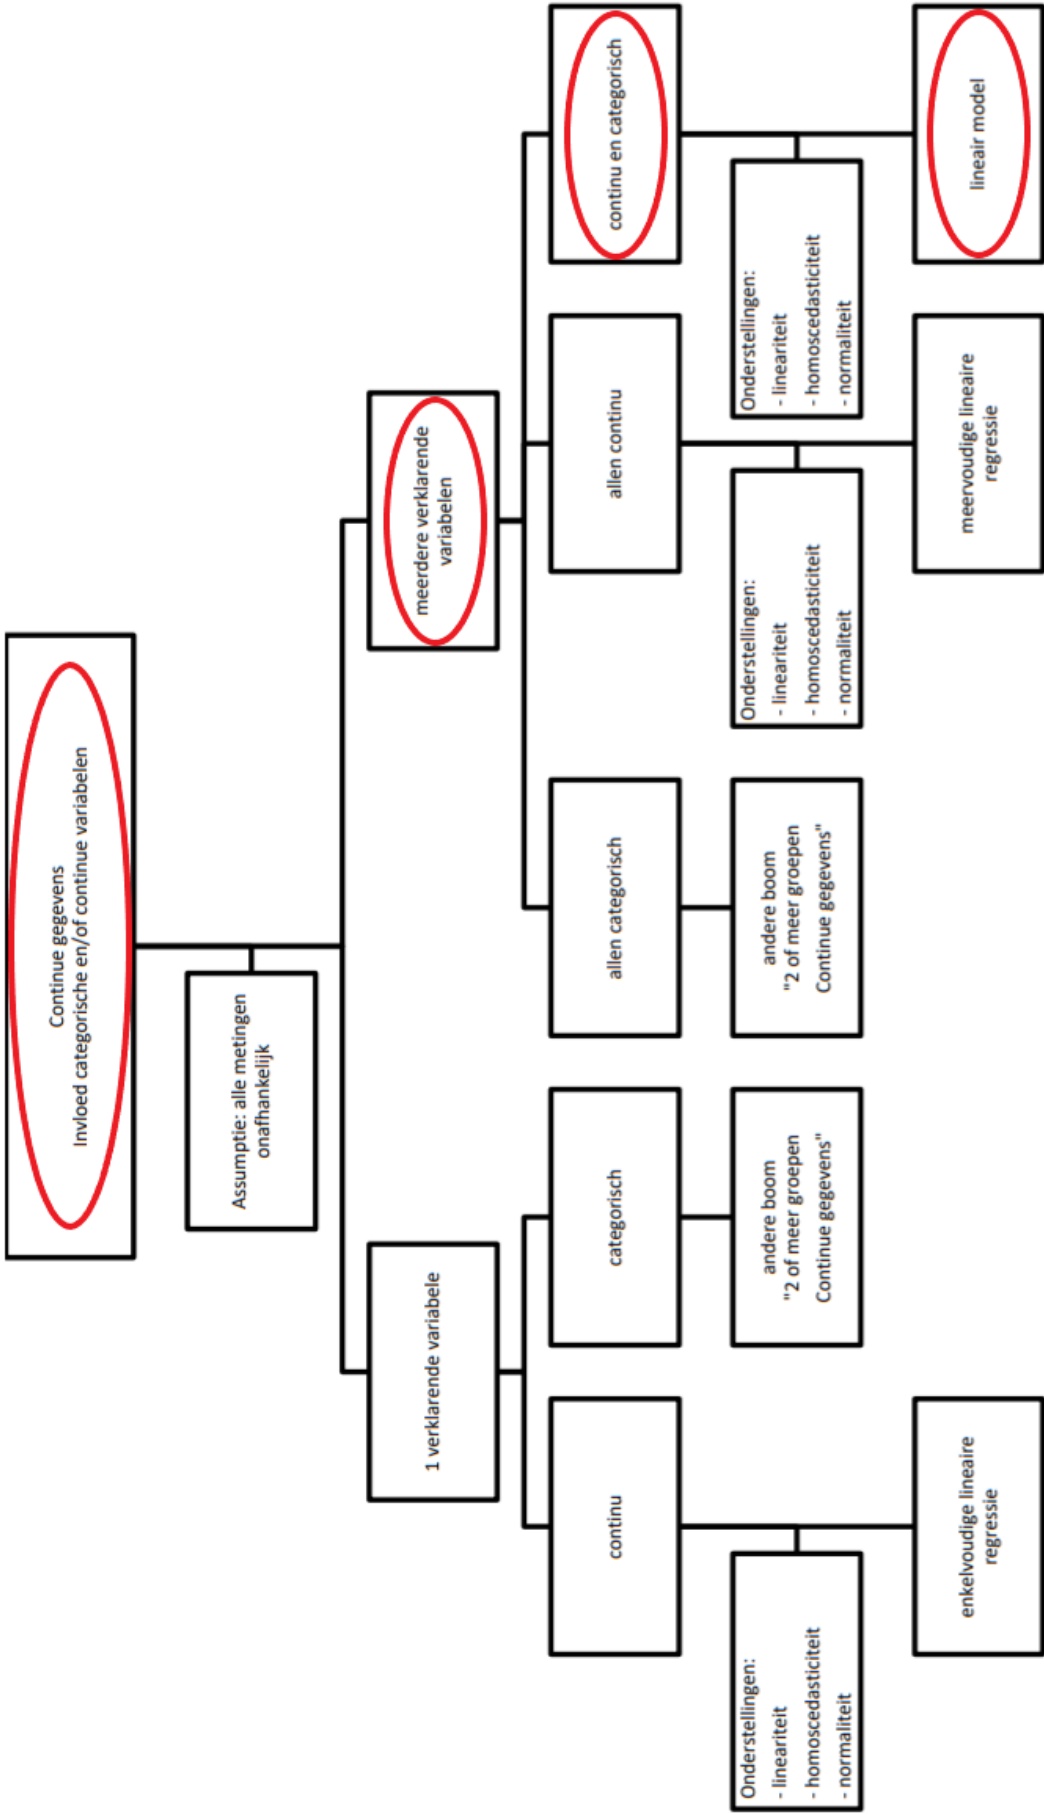 Continue gegevens
Invloed categorische en/of continue variabelen
Assumptie: alle metingen
onafhankelijk
1 verklarende variabele
meerdere verklarende
variabelen
continu
categorisch
allen categorisch
allen continu
continu en categorisch
Onderstellingen:
- lineariteit
- homoscedasticiteit
- normaliteit
andere boom
"2 of meer groepen
Continue gegevens"
andere boom
"2 of meer groepen
Continue gegevens"
Onderstellingen:
- lineariteit
- homoscedasticiteit
- normaliteit
Onderstellingen:
- lineariteit
- homoscedasticiteit
- normaliteit
enkelvoudige lineaire
regressie
meervoudige lineaire
regressie
lineair model